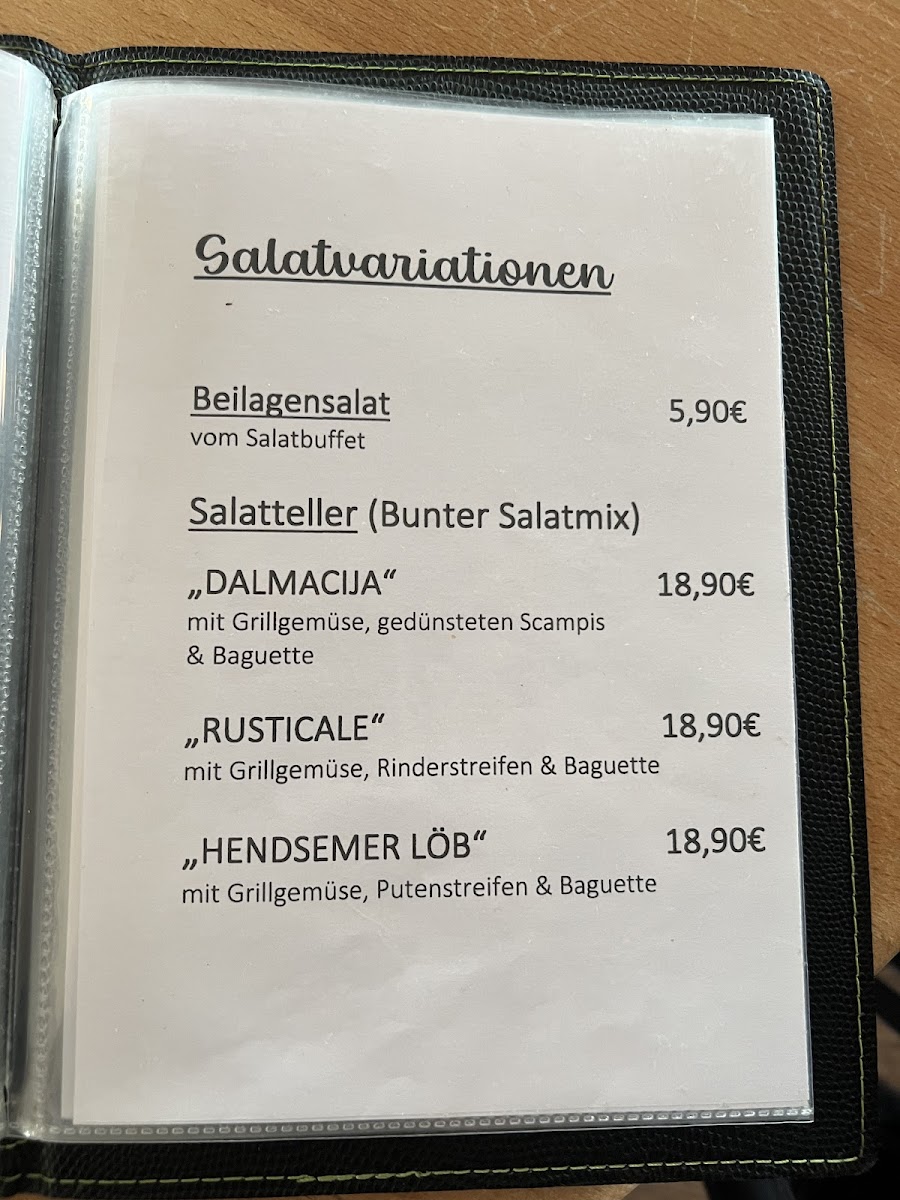 Salatvariationen
Beilagensalat 5,90€
vom Salatbuffet
Salatteller (Bunter Salatmix)
„DALMACIJA“ 18,90€
mit Grillgemüse, gedünsteten Scampis
& Baguette
„RUSTICALE“ 18,90€
mit Grillgemüse, Rinderstreifen & Baguette
„HENDSEMER LÖB“ 18,90€
mit Grillgemüse, Putenstreifen & Baguette